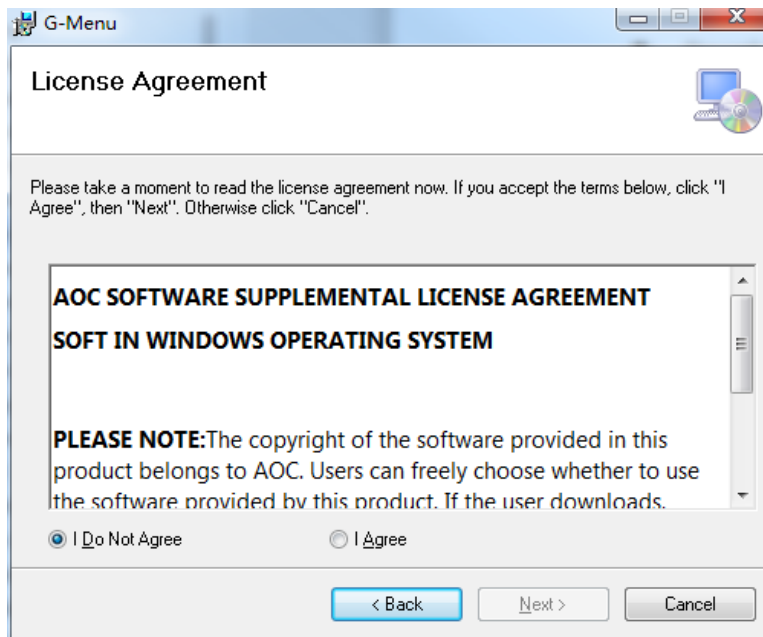 G-Menu
License Agreement
Please take a moment to read the license agreement now. If you accept the terms below, click "I
Agree", then "Next". Otherwise click "Cancel".
AOC SOFTWARE SUPPLEMENTAL LICENSE AGREEMENT
SOFT IN WINDOWS OPERATING SYSTEM
PLEASE NOTE:The copyright of the software provided in this
product belongs to AOC. Users can freely choose whether to use
the software provided by this product. If the user downloads,
I Do Not Agree
I Agree
< Back
Next >
Cancel